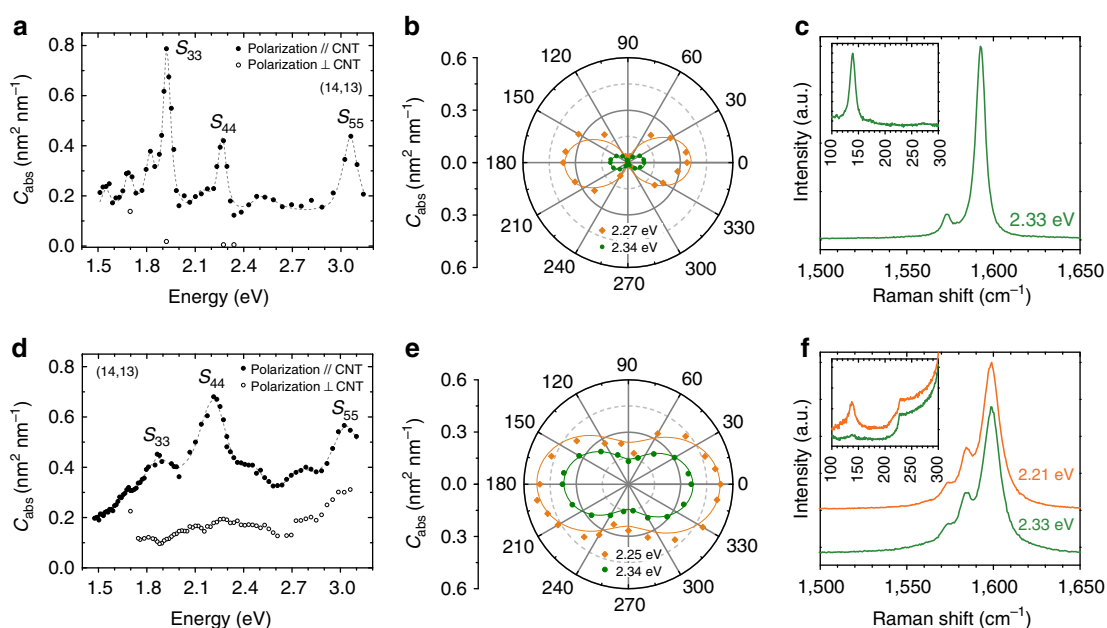 a
C_abs (nm² nm⁻¹)
0.8
0.6
0.4
0.2
0.0
S₃₃
S₄₄
S₅₅
Polarization // CNT
Polarization ⊥ CNT
(14,13)
1.5 1.8 2.1 2.4 2.7 3.0
Energy (eV)
b
C_abs (nm² nm⁻¹)
0.6
0.3
0.0
0.3
0.6
90
120 60
150 30
180 0
210 330
240 300
270
2.27 eV
2.34 eV
c
Intensity (a.u.)
100 150 200 250 300
2.33 eV
1,500 1,550 1,600 1,650
Raman shift (cm⁻¹)
d
C_abs (nm² nm⁻¹)
0.8
0.6
0.4
0.2
0.0
(14,13)
S₃₃
S₄₄
S₅₅
Polarization // CNT
Polarization ⊥ CNT
1.5 1.8 2.1 2.4 2.7 3.0
Energy (eV)
e
C_abs (nm² nm⁻¹)
0.6
0.3
0.0
0.3
0.6
90
120 60
150 30
180 0
210 330
240 300
270
2.25 eV
2.34 eV
f
Intensity (a.u.)
100 150 200 250 300
2.21 eV
2.33 eV
1,500 1,550 1,600 1,650
Raman shift (cm⁻¹)